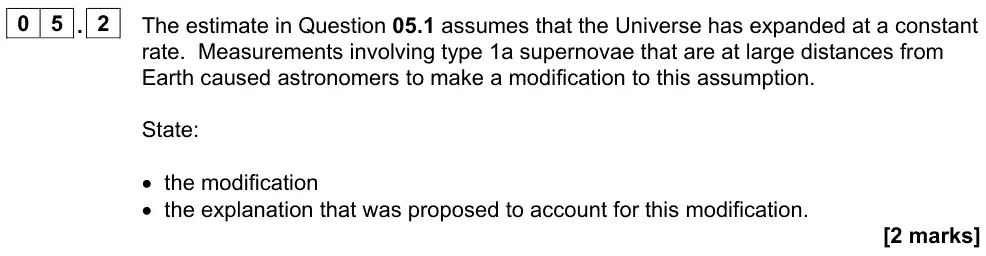 0 5 . 2 The estimate in Question 05.1 assumes that the Universe has expanded at a constant
rate. Measurements involving type 1a supernovae that are at large distances from
Earth caused astronomers to make a modification to this assumption.
State:
• the modification
• the explanation that was proposed to account for this modification.
[2 marks]